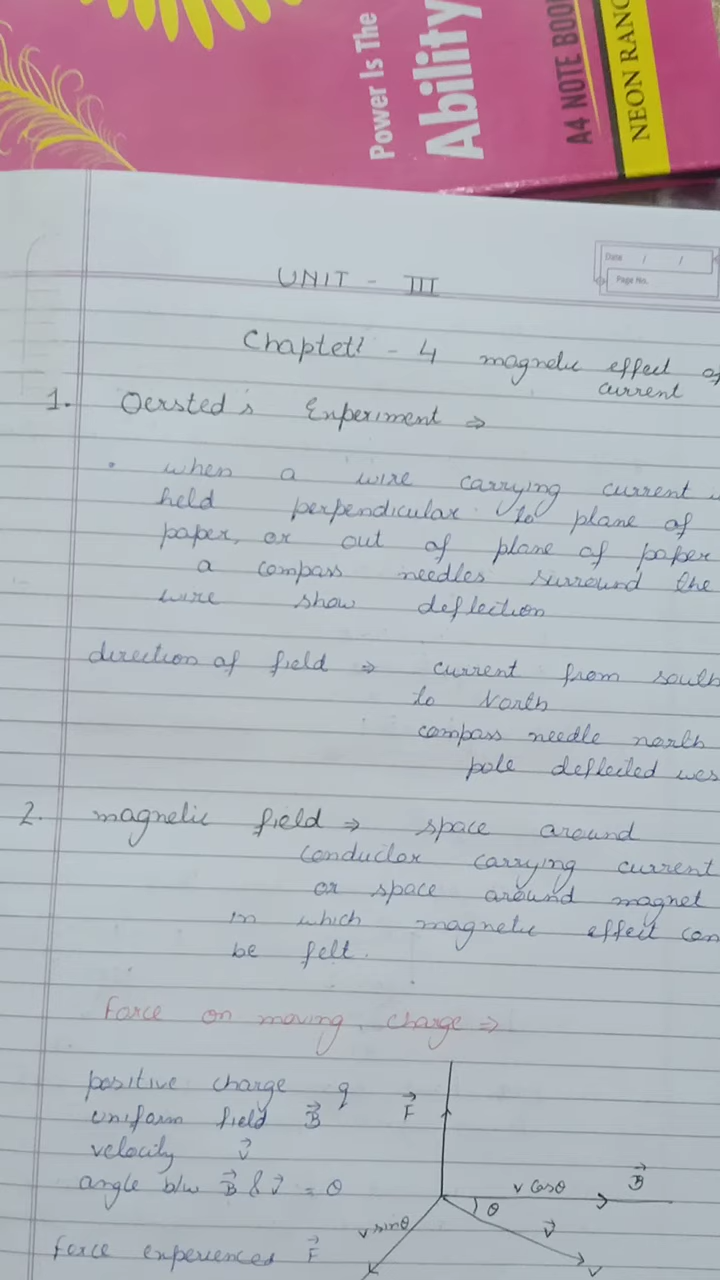 Power Is The
Ability
A4 NOTE BOO
NEON RANG
Date / /
Page No.
UNIT - III
Chapter - 4 magnetic effect of
current
1. Oersted's Experiment ⇒
• when a wire carrying current
held perpendicular to plane of
paper, or out of plane of paper
a compass needles surround the
wire show deflection
direction of field ⇒ current from south
to North
compass needle north
pole deflected wes
2. magnetic field ⇒ space around
conductor carrying current
or space around magnet
in which magnetic effect can
be felt.
Force on moving charge ⇒
positive charge q
uniform field B⃗
velocity v⃗
angle b/w B⃗ & v⃗ = θ
force experiences F⃗
F⃗
v cosθ
B⃗
θ
v⃗
v sinθ
v